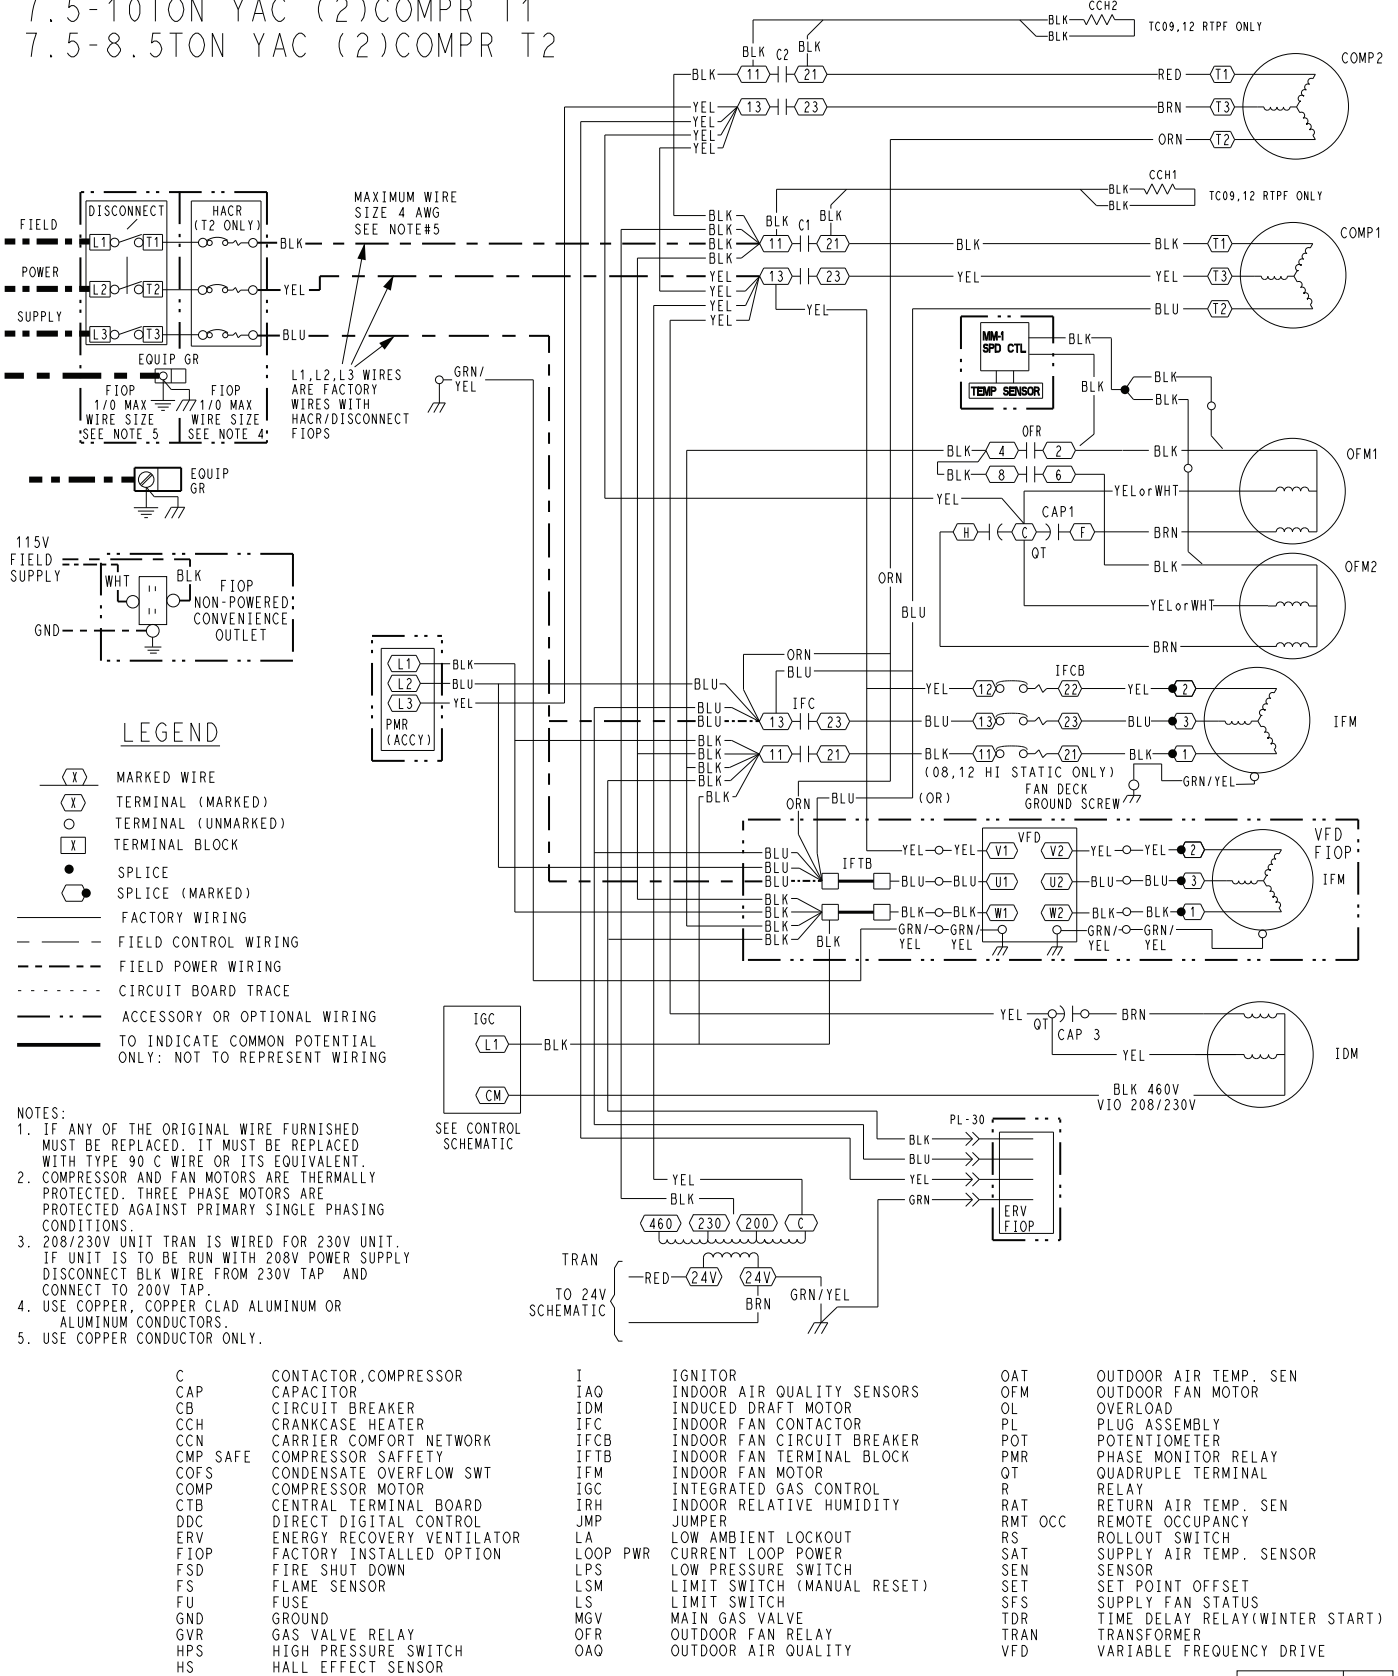 7.5-10TON YAC (2)COMPR T1
7.5-8.5TON YAC (2)COMPR T2
CCH2
BLK
BLK
TC09,12 RTPF ONLY
BLK C2 BLK
COMP2
BLK 11 21 RED T1
YEL 13 23 BRN T3
YEL
YEL
YEL
ORN T2
CCH1
BLK
BLK
TC09,12 RTPF ONLY
MAXIMUM WIRE
SIZE 4 AWG
SEE NOTE#5
DISCONNECT
HACR
(T2 ONLY)
FIELD
L1 T1 BLK
POWER
L2 T2 YEL
SUPPLY
L3 T3 BLU
EQUIP GR
FIOP
1/0 MAX
WIRE SIZE
SEE NOTE 5
FIOP
1/0 MAX
WIRE SIZE
SEE NOTE 4
L1,L2,L3 WIRES
ARE FACTORY
WIRES WITH
HACR/DISCONNECT
FIOPS
GRN/
YEL
BLK
BLK
BLK
BLK
BLK C1 BLK
11 21 BLK BLK T1
COMP1
YEL
YEL
YEL
YEL
13 23 YEL YEL T3
YEL
BLU T2
MM-1
SPD CTL
TEMP SENSOR
BLK
BLK
BLK
BLK
OFR
BLK 4 2 BLK
BLK 8 6
OFM1
YEL
YELorWHT
CAP1
H C F BRN
QT
BLK
OFM2
YELorWHT
BRN
ORN
BLU
EQUIP
GR
115V
FIELD
SUPPLY
WHT
BLK
FIOP
NON-POWERED
CONVENIENCE
OUTLET
GND
L1 BLK
L2 BLU
L3 YEL
PMR
(ACCY)
ORN
BLU
BLU
BLU
BLU
IFC
13 23 BLU
11 21 BLK
BLK
BLK
BLK
BLK
BLK
IFCB
YEL 12 22 YEL 2
13 23 BLU 3
11 21 BLK 1
IFM
(08,12 HI STATIC ONLY)
FAN DECK
GROUND SCREW
GRN/YEL
ORN
BLU
(OR)
VFD
FIOP
IFM
BLU
BLU
BLU
IFTB
BLK
BLK
BLK
BLK
BLK
VFD
YEL YEL V1 V2 YEL YEL 2
BLU BLU U1 U2 BLU BLU 3
BLK BLK W1 W2 BLK BLK 1
GRN/
YEL
GRN/
YEL
GRN/
YEL
GRN/
YEL
LEGEND
X MARKED WIRE
X TERMINAL (MARKED)
TERMINAL (UNMARKED)
X TERMINAL BLOCK
SPLICE
SPLICE (MARKED)
FACTORY WIRING
FIELD CONTROL WIRING
FIELD POWER WIRING
CIRCUIT BOARD TRACE
ACCESSORY OR OPTIONAL WIRING
TO INDICATE COMMON POTENTIAL
ONLY: NOT TO REPRESENT WIRING
IGC
L1 BLK
CM
SEE CONTROL
SCHEMATIC
YEL QT BRN
CAP 3
YEL
IDM
BLK 460V
VIO 208/230V
PL-30
BLK
BLU
YEL
GRN
ERV
FIOP
YEL
BLK
460 230 200 C
TRAN
RED 24V 24V
TO 24V
SCHEMATIC
BRN
GRN/YEL
NOTES:
1. IF ANY OF THE ORIGINAL WIRE FURNISHED
MUST BE REPLACED. IT MUST BE REPLACED
WITH TYPE 90 C WIRE OR ITS EQUIVALENT.
2. COMPRESSOR AND FAN MOTORS ARE THERMALLY
PROTECTED. THREE PHASE MOTORS ARE
PROTECTED AGAINST PRIMARY SINGLE PHASING
CONDITIONS.
3. 208/230V UNIT TRAN IS WIRED FOR 230V UNIT.
IF UNIT IS TO BE RUN WITH 208V POWER SUPPLY
DISCONNECT BLK WIRE FROM 230V TAP AND
CONNECT TO 200V TAP.
4. USE COPPER, COPPER CLAD ALUMINUM OR
ALUMINUM CONDUCTORS.
5. USE COPPER CONDUCTOR ONLY.
C CONTACTOR,COMPRESSOR
CAP CAPACITOR
CB CIRCUIT BREAKER
CCH CRANKCASE HEATER
CCN CARRIER COMFORT NETWORK
CMP SAFE COMPRESSOR SAFFETY
COFS CONDENSATE OVERFLOW SWT
COMP COMPRESSOR MOTOR
CTB CENTRAL TERMINAL BOARD
DDC DIRECT DIGITAL CONTROL
ERV ENERGY RECOVERY VENTILATOR
FIOP FACTORY INSTALLED OPTION
FSD FIRE SHUT DOWN
FS FLAME SENSOR
FU FUSE
GND GROUND
GVR GAS VALVE RELAY
HPS HIGH PRESSURE SWITCH
HS HALL EFFECT SENSOR
I IGNITOR
IAQ INDOOR AIR QUALITY SENSORS
IDM INDUCED DRAFT MOTOR
IFC INDOOR FAN CONTACTOR
IFCB INDOOR FAN CIRCUIT BREAKER
IFTB INDOOR FAN TERMINAL BLOCK
IFM INDOOR FAN MOTOR
IGC INTEGRATED GAS CONTROL
IRH INDOOR RELATIVE HUMIDITY
JMP JUMPER
LA LOW AMBIENT LOCKOUT
LOOP PWR CURRENT LOOP POWER
LPS LOW PRESSURE SWITCH
LSM LIMIT SWITCH (MANUAL RESET)
LS LIMIT SWITCH
MGV MAIN GAS VALVE
OFR OUTDOOR FAN RELAY
OAQ OUTDOOR AIR QUALITY
OAT OUTDOOR AIR TEMP. SEN
OFM OUTDOOR FAN MOTOR
OL OVERLOAD
PL PLUG ASSEMBLY
POT POTENTIOMETER
PMR PHASE MONITOR RELAY
QT QUADRUPLE TERMINAL
R RELAY
RAT RETURN AIR TEMP. SEN
RMT OCC REMOTE OCCUPANCY
RS ROLLOUT SWITCH
SAT SUPPLY AIR TEMP. SENSOR
SEN SENSOR
SET SET POINT OFFSET
SFS SUPPLY FAN STATUS
TDR TIME DELAY RELAY(WINTER START)
TRAN TRANSFORMER
VFD VARIABLE FREQUENCY DRIVE